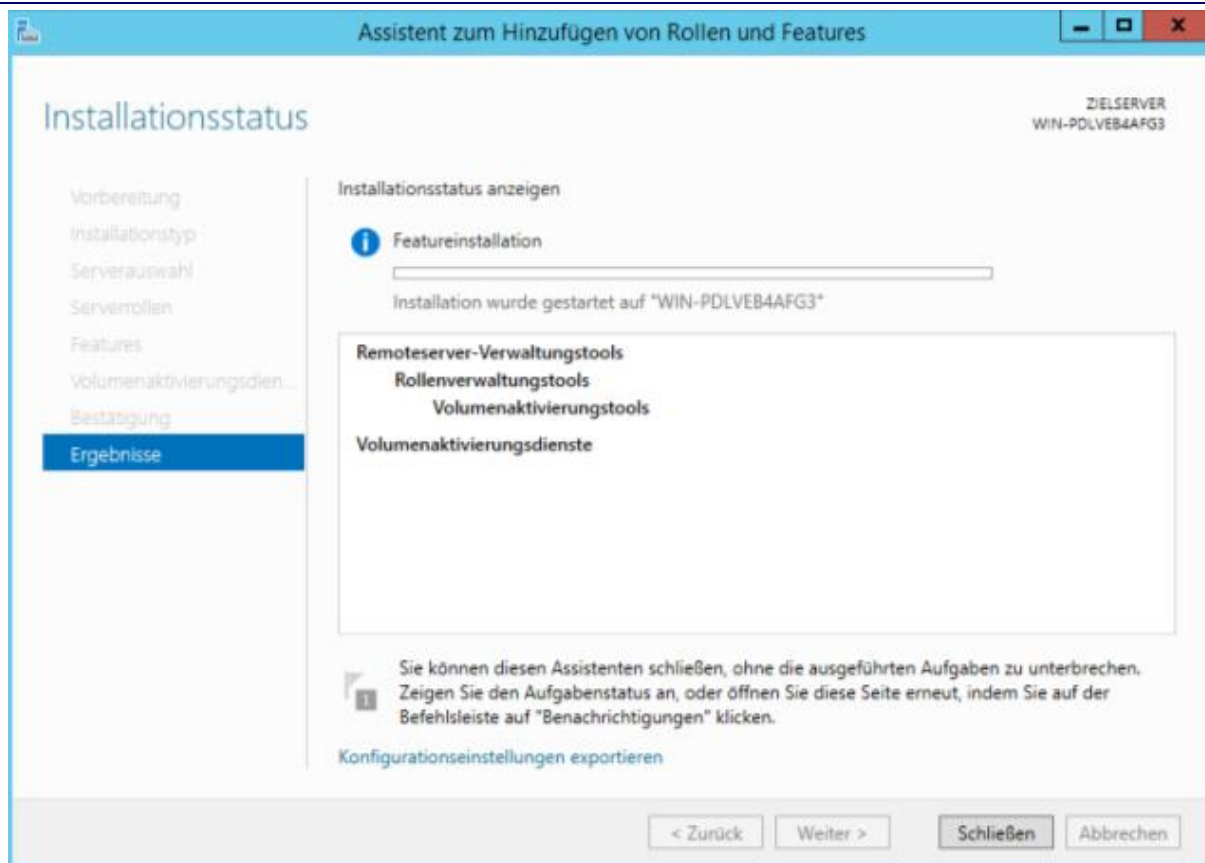 Assistent zum Hinzufügen von Rollen und Features
Installationsstatus
ZIELSERVER
WIN-PDLVEB4AFG3
Vorbereitung
Installationstyp
Serverauswahl
Serverrollen
Features
Volumenaktivierungsdien...
Bestätigung
Ergebnisse
Installationsstatus anzeigen
Featureinstallation
Installation wurde gestartet auf "WIN-PDLVEB4AFG3"
Remoteserver-Verwaltungstools
Rollenverwaltungstools
Volumenaktivierungstools
Volumenaktivierungsdienste
Sie können diesen Assistenten schließen, ohne die ausgeführten Aufgaben zu unterbrechen.
Zeigen Sie den Aufgabenstatus an, oder öffnen Sie diese Seite erneut, indem Sie auf der
Befehlsleiste auf "Benachrichtigungen" klicken.
Konfigurationseinstellungen exportieren
< Zurück
Weiter >
Schließen
Abbrechen